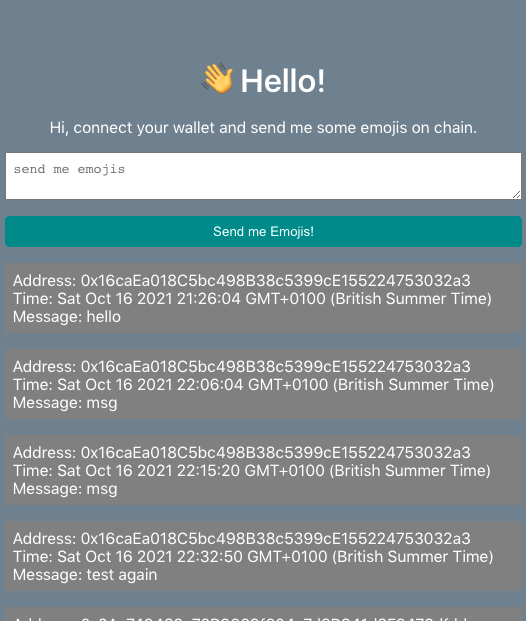 👋 Hello!
Hi, connect your wallet and send me some emojis on chain.
send me emojis
Send me Emojis!
Address: 0x16caEa018C5bc498B38c5399cE155224753032a3
Time: Sat Oct 16 2021 21:26:04 GMT+0100 (British Summer Time)
Message: hello
Address: 0x16caEa018C5bc498B38c5399cE155224753032a3
Time: Sat Oct 16 2021 22:06:04 GMT+0100 (British Summer Time)
Message: msg
Address: 0x16caEa018C5bc498B38c5399cE155224753032a3
Time: Sat Oct 16 2021 22:15:20 GMT+0100 (British Summer Time)
Message: msg
Address: 0x16caEa018C5bc498B38c5399cE155224753032a3
Time: Sat Oct 16 2021 22:32:50 GMT+0100 (British Summer Time)
Message: test again